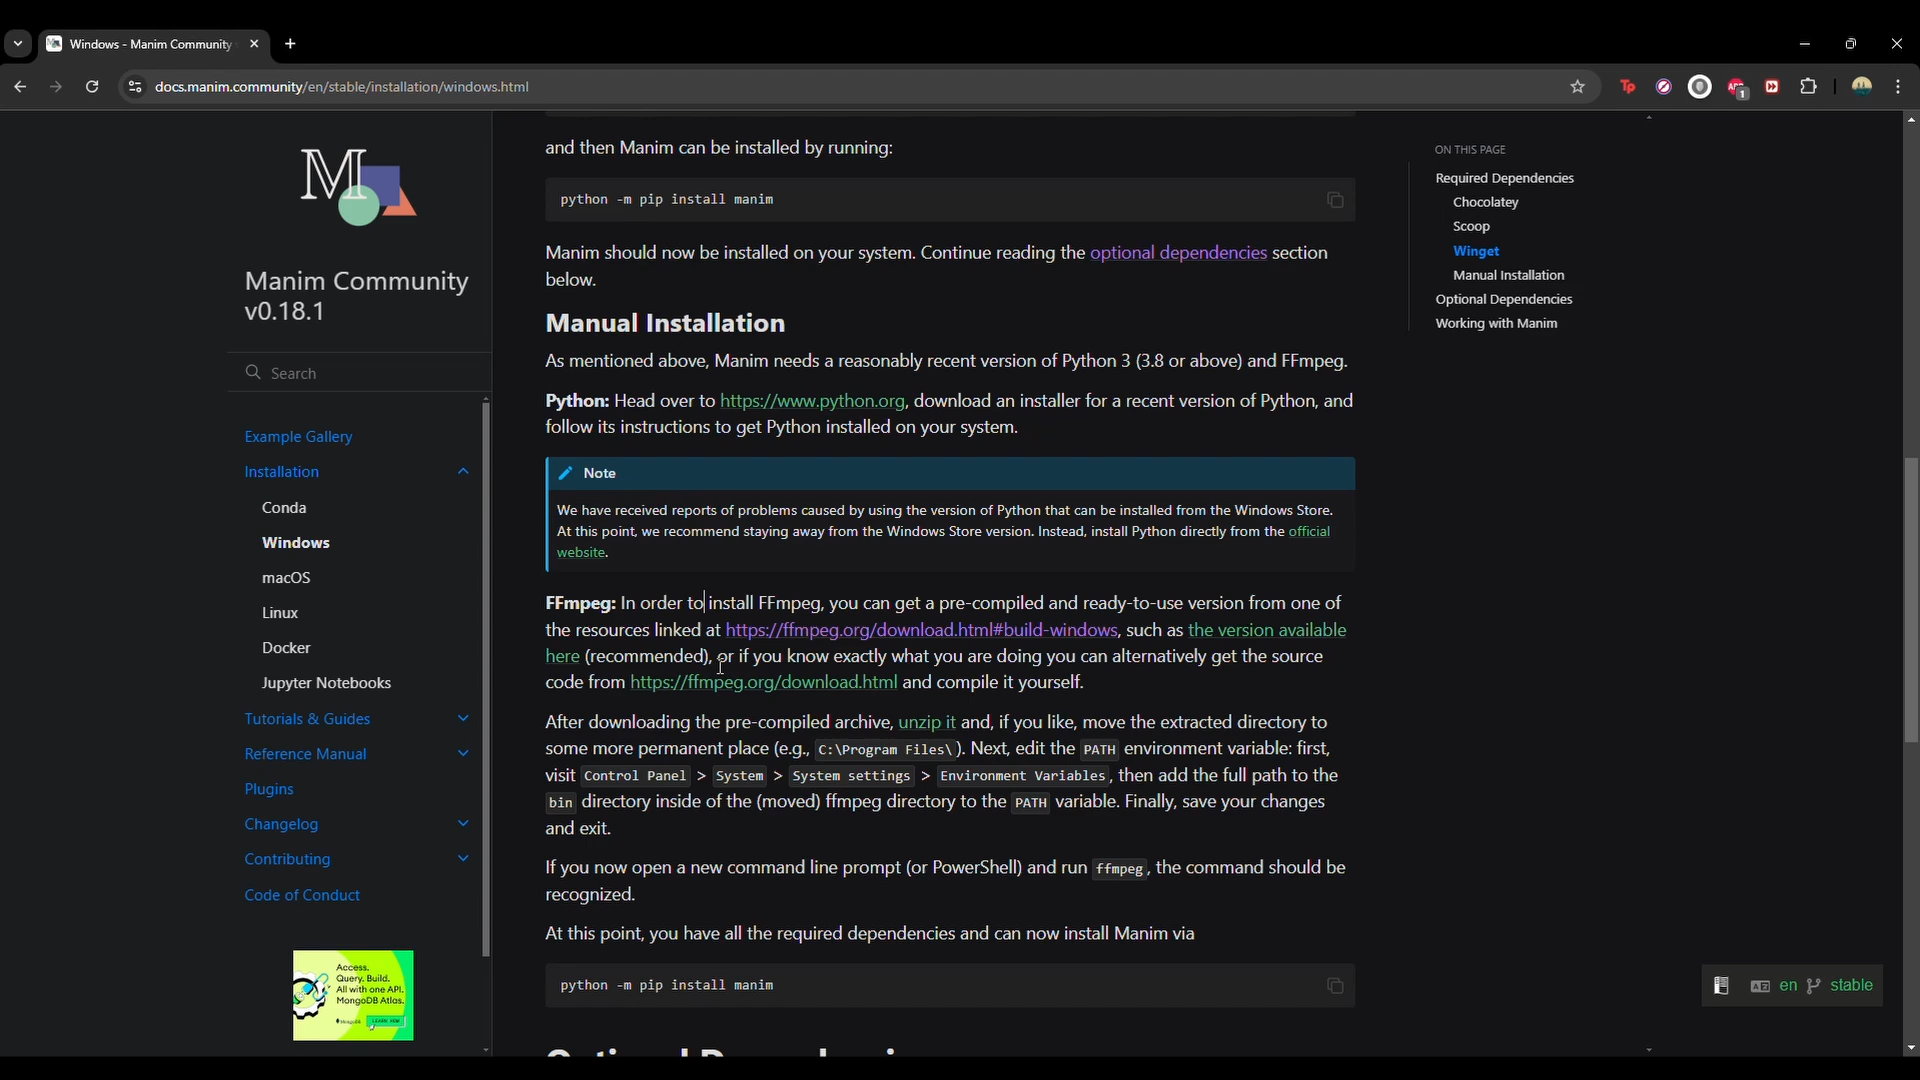 Windows - Manim Community
docs.manim.community/en/stable/installation/windows.html
1
M
Manim Community
v0.18.1
Search
Example Gallery
Installation
Conda
Windows
macOS
Linux
Docker
Jupyter Notebooks
Tutorials & Guides
Reference Manual
Plugins
Changelog
Contributing
Code of Conduct
Access.
Query. Build.
All with one API.
MongoDB Atlas.
MongoDB
LEARN NOW
and then Manim can be installed by running:
python -m pip install manim
Manim should now be installed on your system. Continue reading the optional dependencies section
below.
Manual Installation
As mentioned above, Manim needs a reasonably recent version of Python 3 (3.8 or above) and FFmpeg.
Python: Head over to https://www.python.org, download an installer for a recent version of Python, and
follow its instructions to get Python installed on your system.
Note
We have received reports of problems caused by using the version of Python that can be installed from the Windows Store.
At this point, we recommend staying away from the Windows Store version. Instead, install Python directly from the official
website.
FFmpeg: In order to install FFmpeg, you can get a pre-compiled and ready-to-use version from one of
the resources linked at https://ffmpeg.org/download.html#build-windows, such as the version available
here (recommended), or if you know exactly what you are doing you can alternatively get the source
code from https://ffmpeg.org/download.html and compile it yourself.
After downloading the pre-compiled archive, unzip it and, if you like, move the extracted directory to
some more permanent place (e.g., C:\Program Files\). Next, edit the PATH environment variable: first,
visit Control Panel > System > System settings > Environment Variables, then add the full path to the
bin directory inside of the (moved) ffmpeg directory to the PATH variable. Finally, save your changes
and exit.
If you now open a new command line prompt (or PowerShell) and run ffmpeg, the command should be
recognized.
At this point, you have all the required dependencies and can now install Manim via
python -m pip install manim
ON THIS PAGE
Required Dependencies
Chocolatey
Scoop
Winget
Manual Installation
Optional Dependencies
Working with Manim
en stable